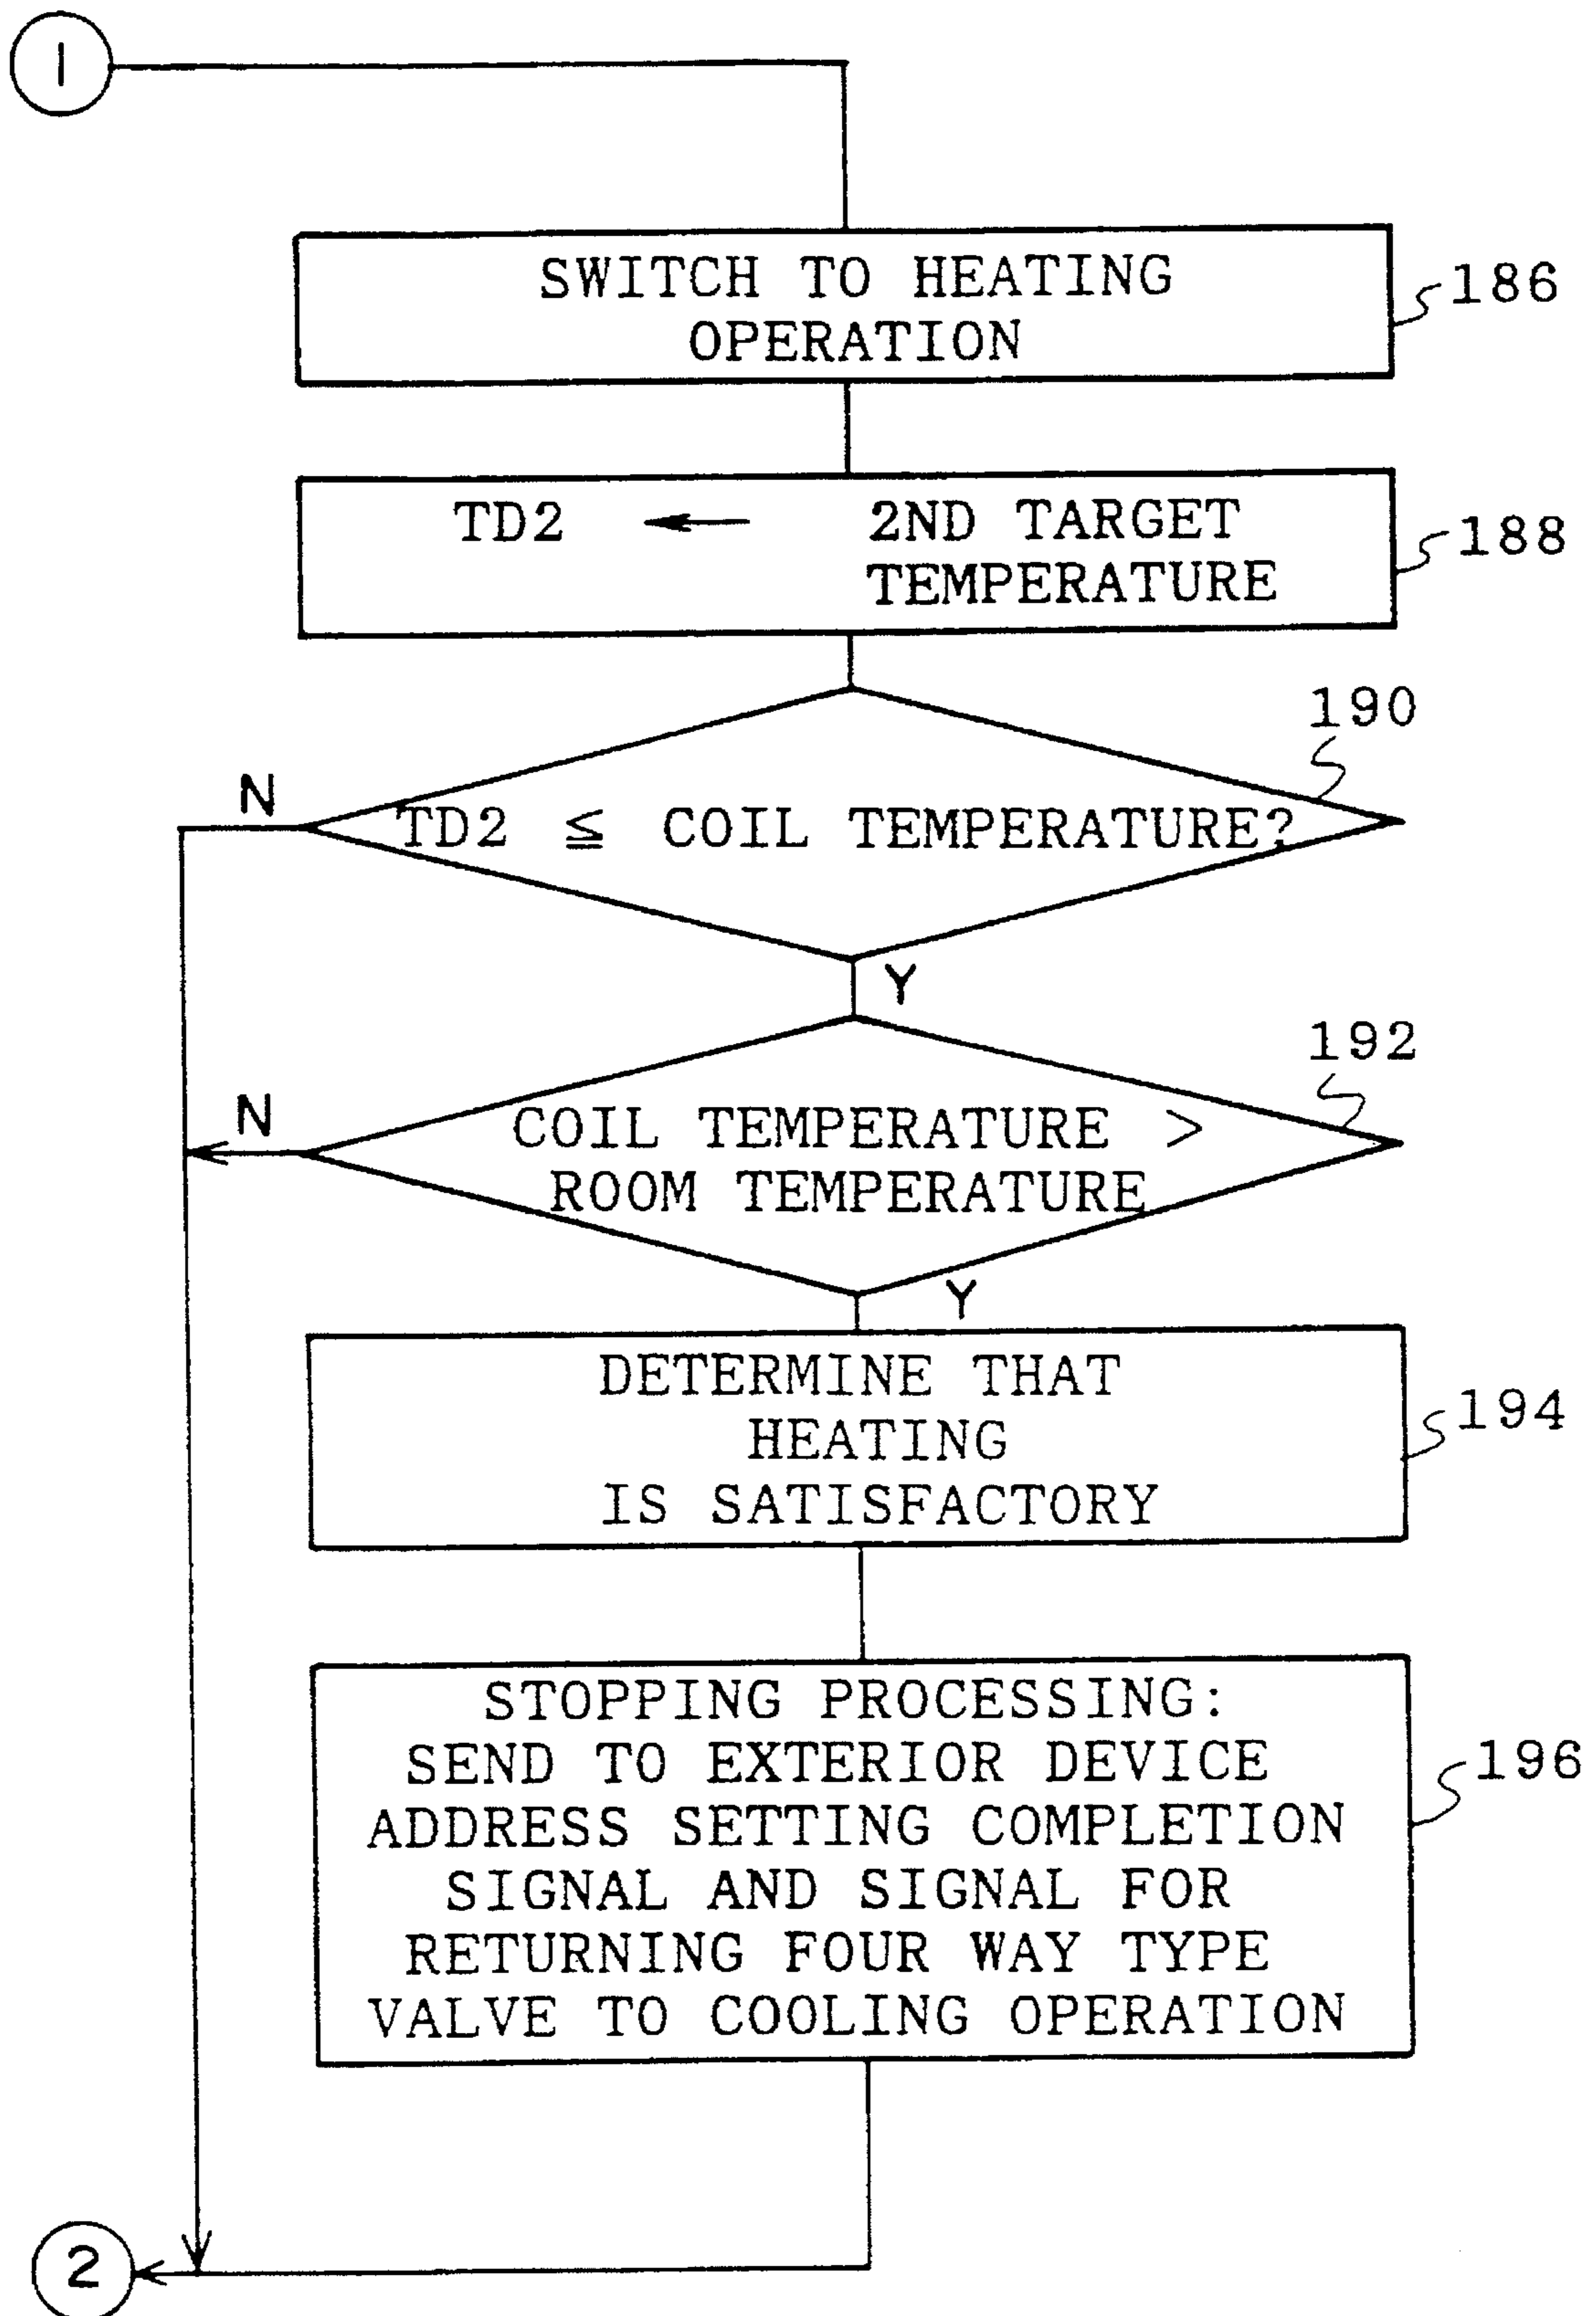 1
SWITCH TO HEATING
OPERATION
186
TD2 ← 2ND TARGET
TEMPERATURE
188
190
N
TD2 ≦ COIL TEMPERATURE?
Y
192
N
COIL TEMPERATURE >
ROOM TEMPERATURE
Y
DETERMINE THAT
HEATING
IS SATISFACTORY
194
STOPPING PROCESSING:
SEND TO EXTERIOR DEVICE
ADDRESS SETTING COMPLETION
SIGNAL AND SIGNAL FOR
RETURNING FOUR WAY TYPE
VALVE TO COOLING OPERATION
196
2